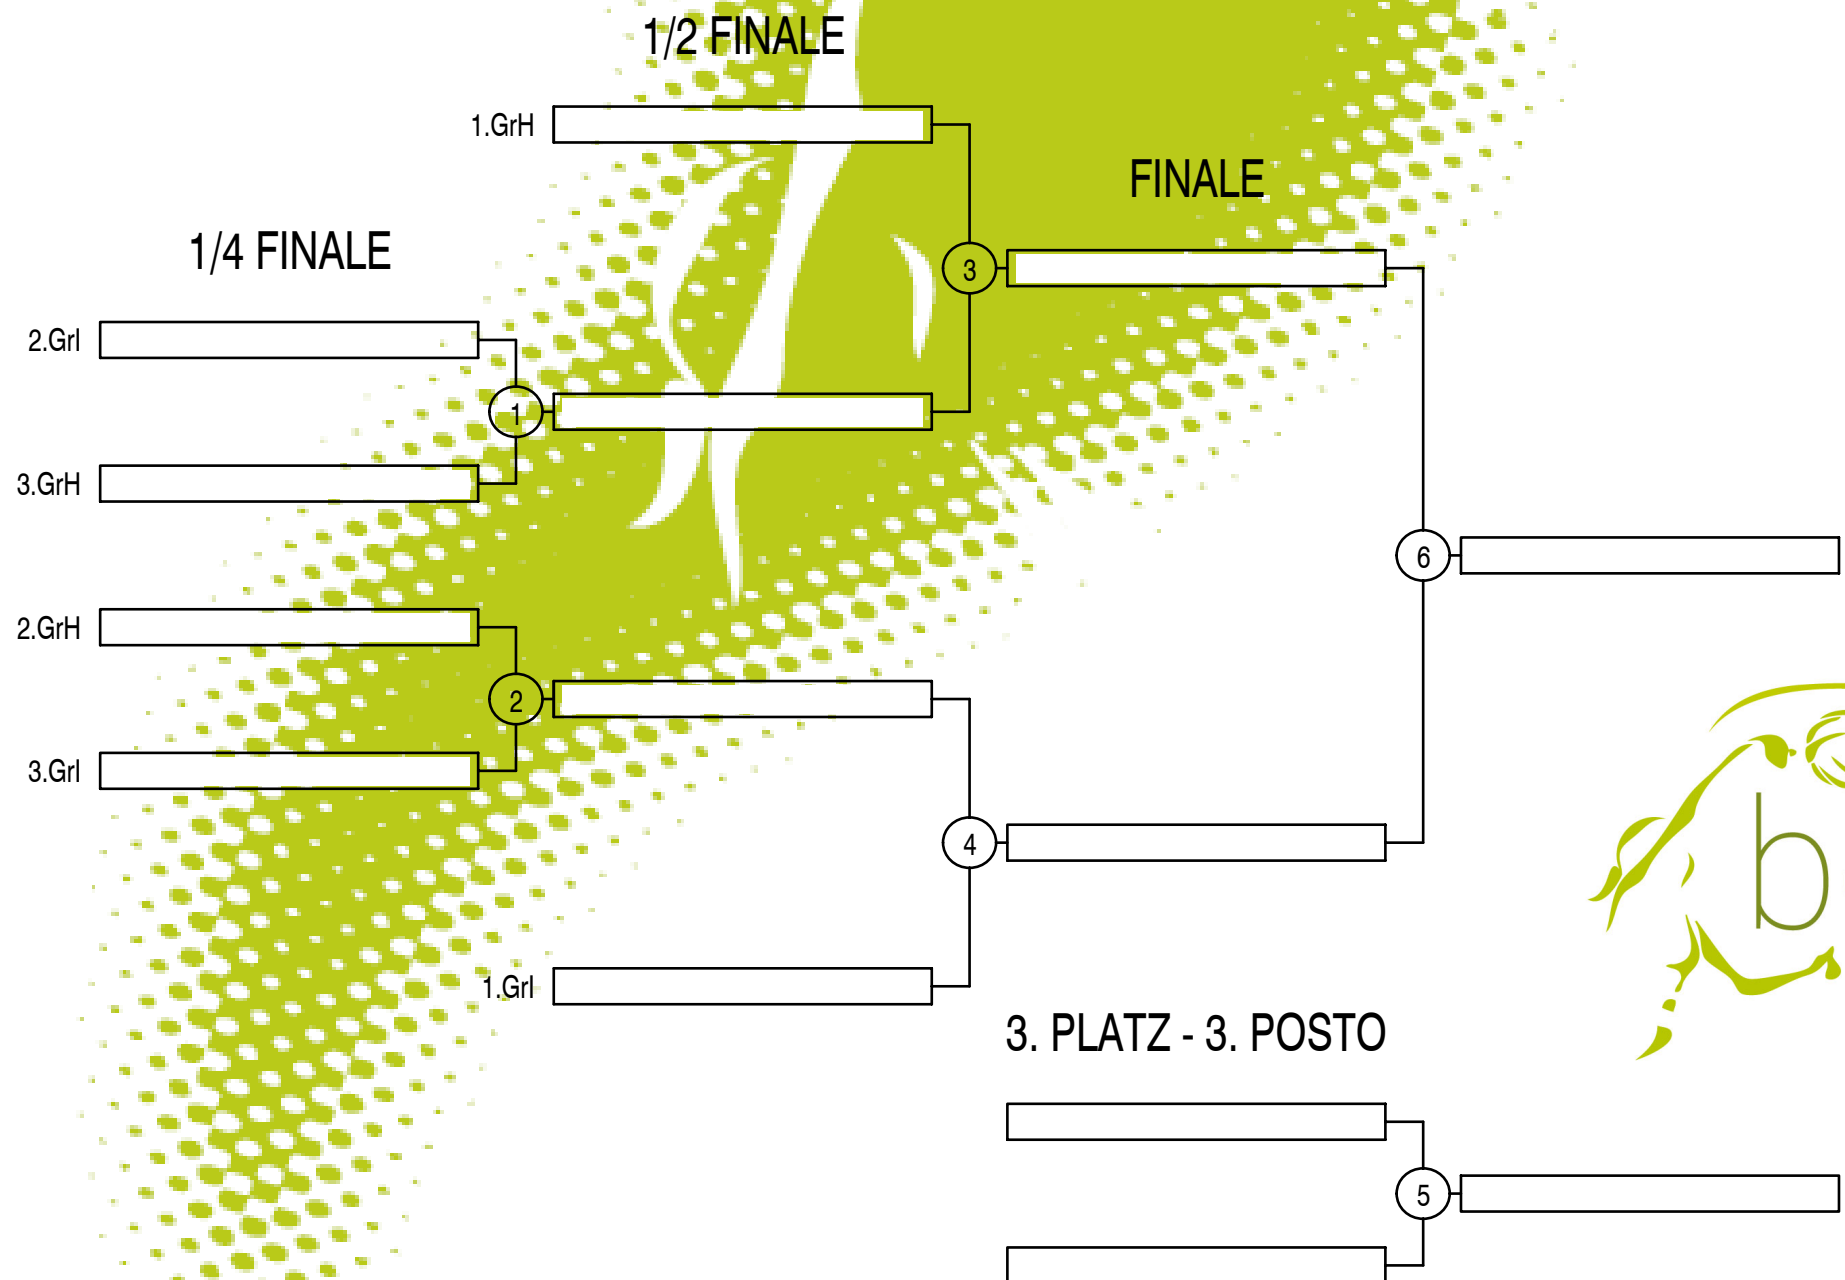 1/2 FINALE
1.GrH
FINALE
1/4 FINALE
3
2.GrI
1
3.GrH
6
2.GrH
2
3.GrI
4
b
1.GrI
3. PLATZ - 3. POSTO
5